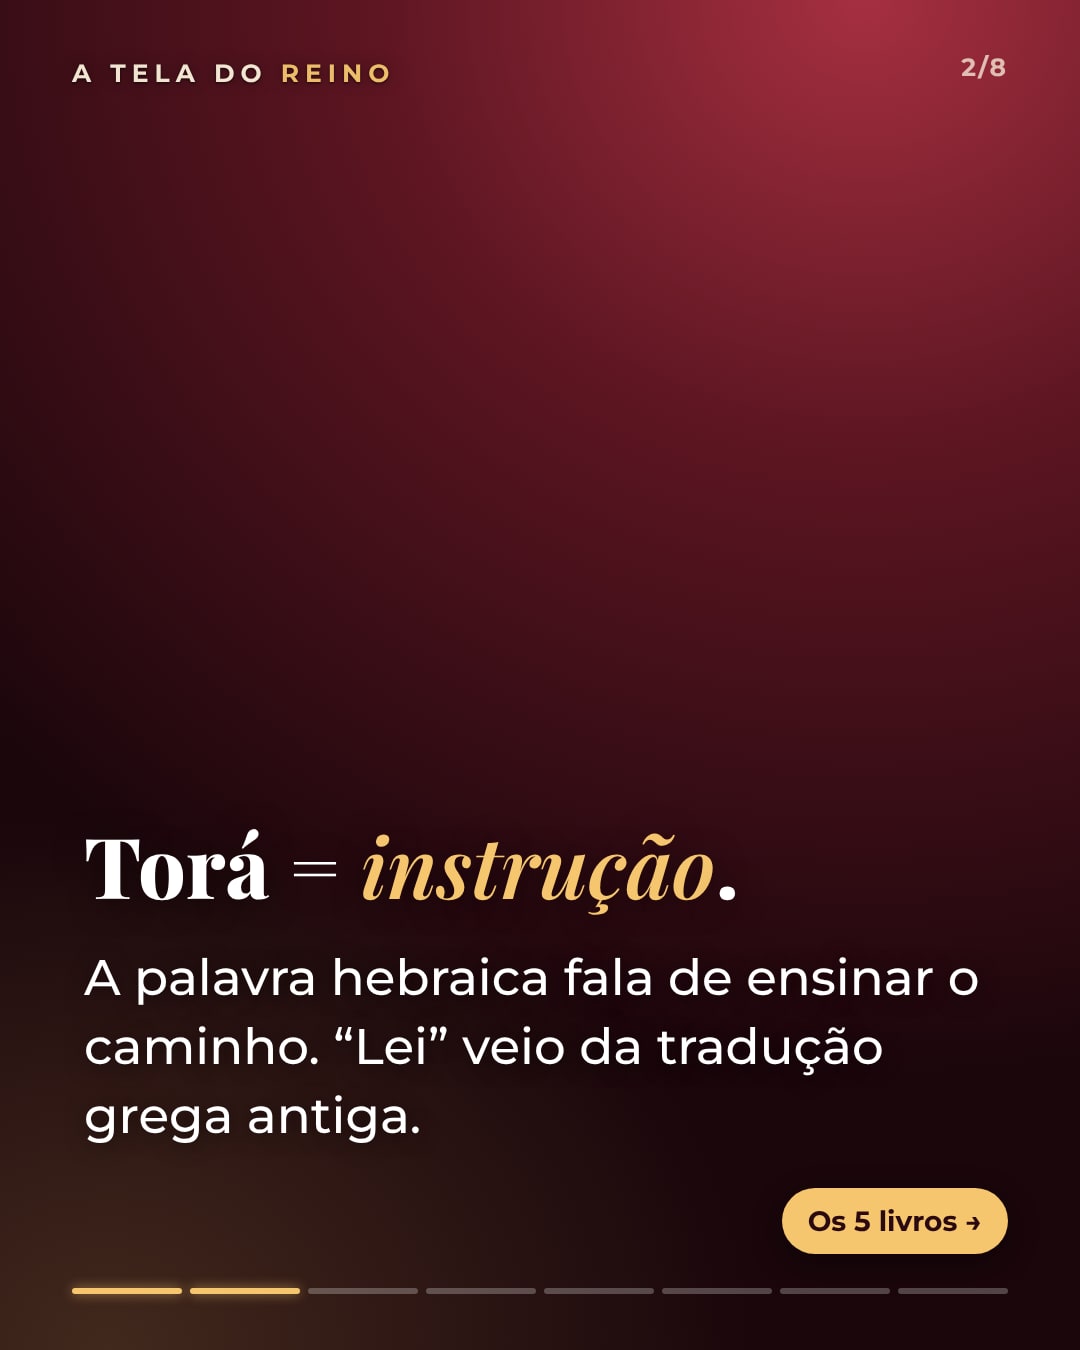 A TELA DO REINO
2/8
Torá = instrução.
A palavra hebraica fala de ensinar o
caminho. “Lei” veio da tradução
grega antiga.
Os 5 livros →